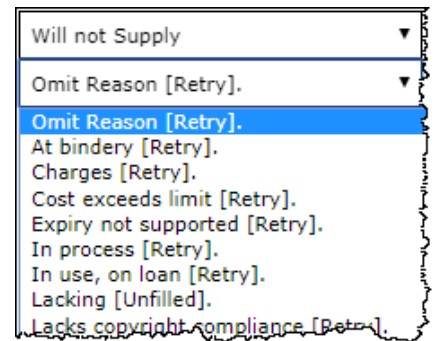 Will not Supply
Omit Reason [Retry].
Omit Reason [Retry].
At bindery [Retry].
Charges [Retry].
Cost exceeds limit [Retry].
Expiry not supported [Retry].
In process [Retry].
In use, on loan [Retry].
Lacking [Unfilled].
Lacks copyright compliance [Retry].